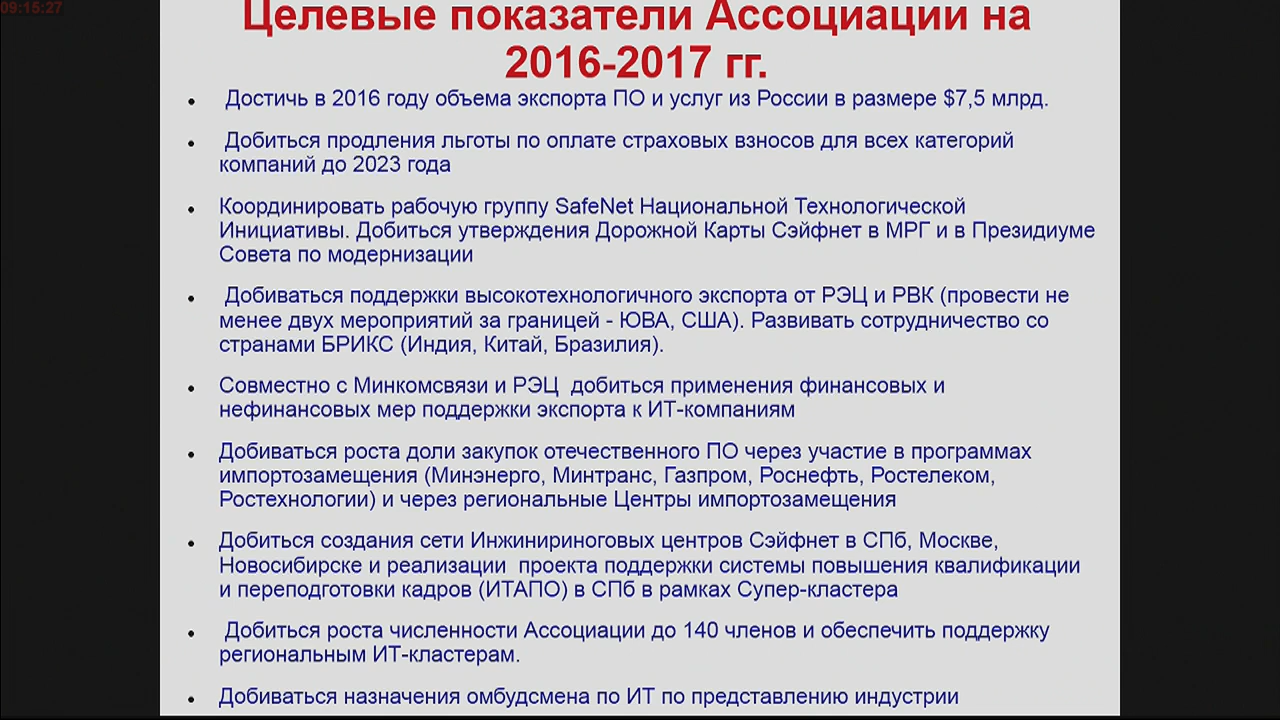 09:15:27
Целевые показатели Ассоциации на
2016-2017 гг.
• Достичь в 2016 году объема экспорта ПО и услуг из России в размере $7,5 млрд.
• Добиться продления льготы по оплате страховых взносов для всех категорий
компаний до 2023 года
• Координировать рабочую группу SafeNet Национальной Технологической
Инициативы. Добиться утверждения Дорожной Карты Сэйфнет в МРГ и в Президиуме
Совета по модернизации
• Добиваться поддержки высокотехнологичного экспорта от РЭЦ и РВК (провести не
менее двух мероприятий за границей - ЮВА, США). Развивать сотрудничество со
странами БРИКС (Индия, Китай, Бразилия).
• Совместно с Минкомсвязи и РЭЦ добиться применения финансовых и
нефинансовых мер поддержки экспорта к ИТ-компаниям
• Добиваться роста доли закупок отечественного ПО через участие в программах
импортозамещения (Минэнерго, Минтранс, Газпром, Роснефть, Ростелеком,
Ростехнологии) и через региональные Центры импортозамещения
• Добиться создания сети Инжинириноговых центров Сэйфнет в СПб, Москве,
Новосибирске и реализации проекта поддержки системы повышения квалификации
и переподготовки кадров (ИТАПО) в СПб в рамках Супер-кластера
• Добиться роста численности Ассоциации до 140 членов и обеспечить поддержку
региональным ИТ-кластерам.
• Добиваться назначения омбудсмена по ИТ по представлению индустрии